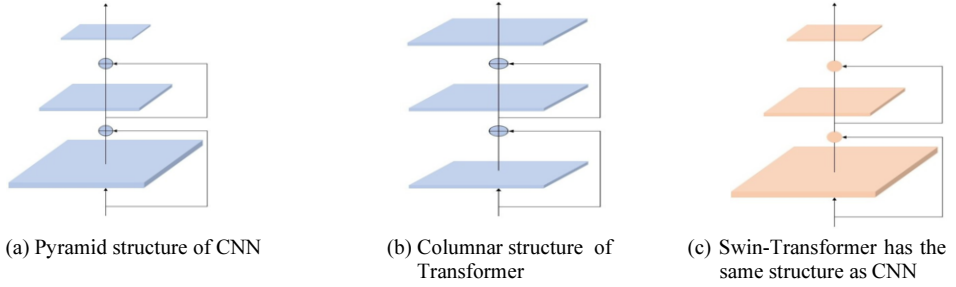 (a) Pyramid structure of CNN
(b) Columnar structure of
Transformer
(c) Swin-Transformer has the
same structure as CNN